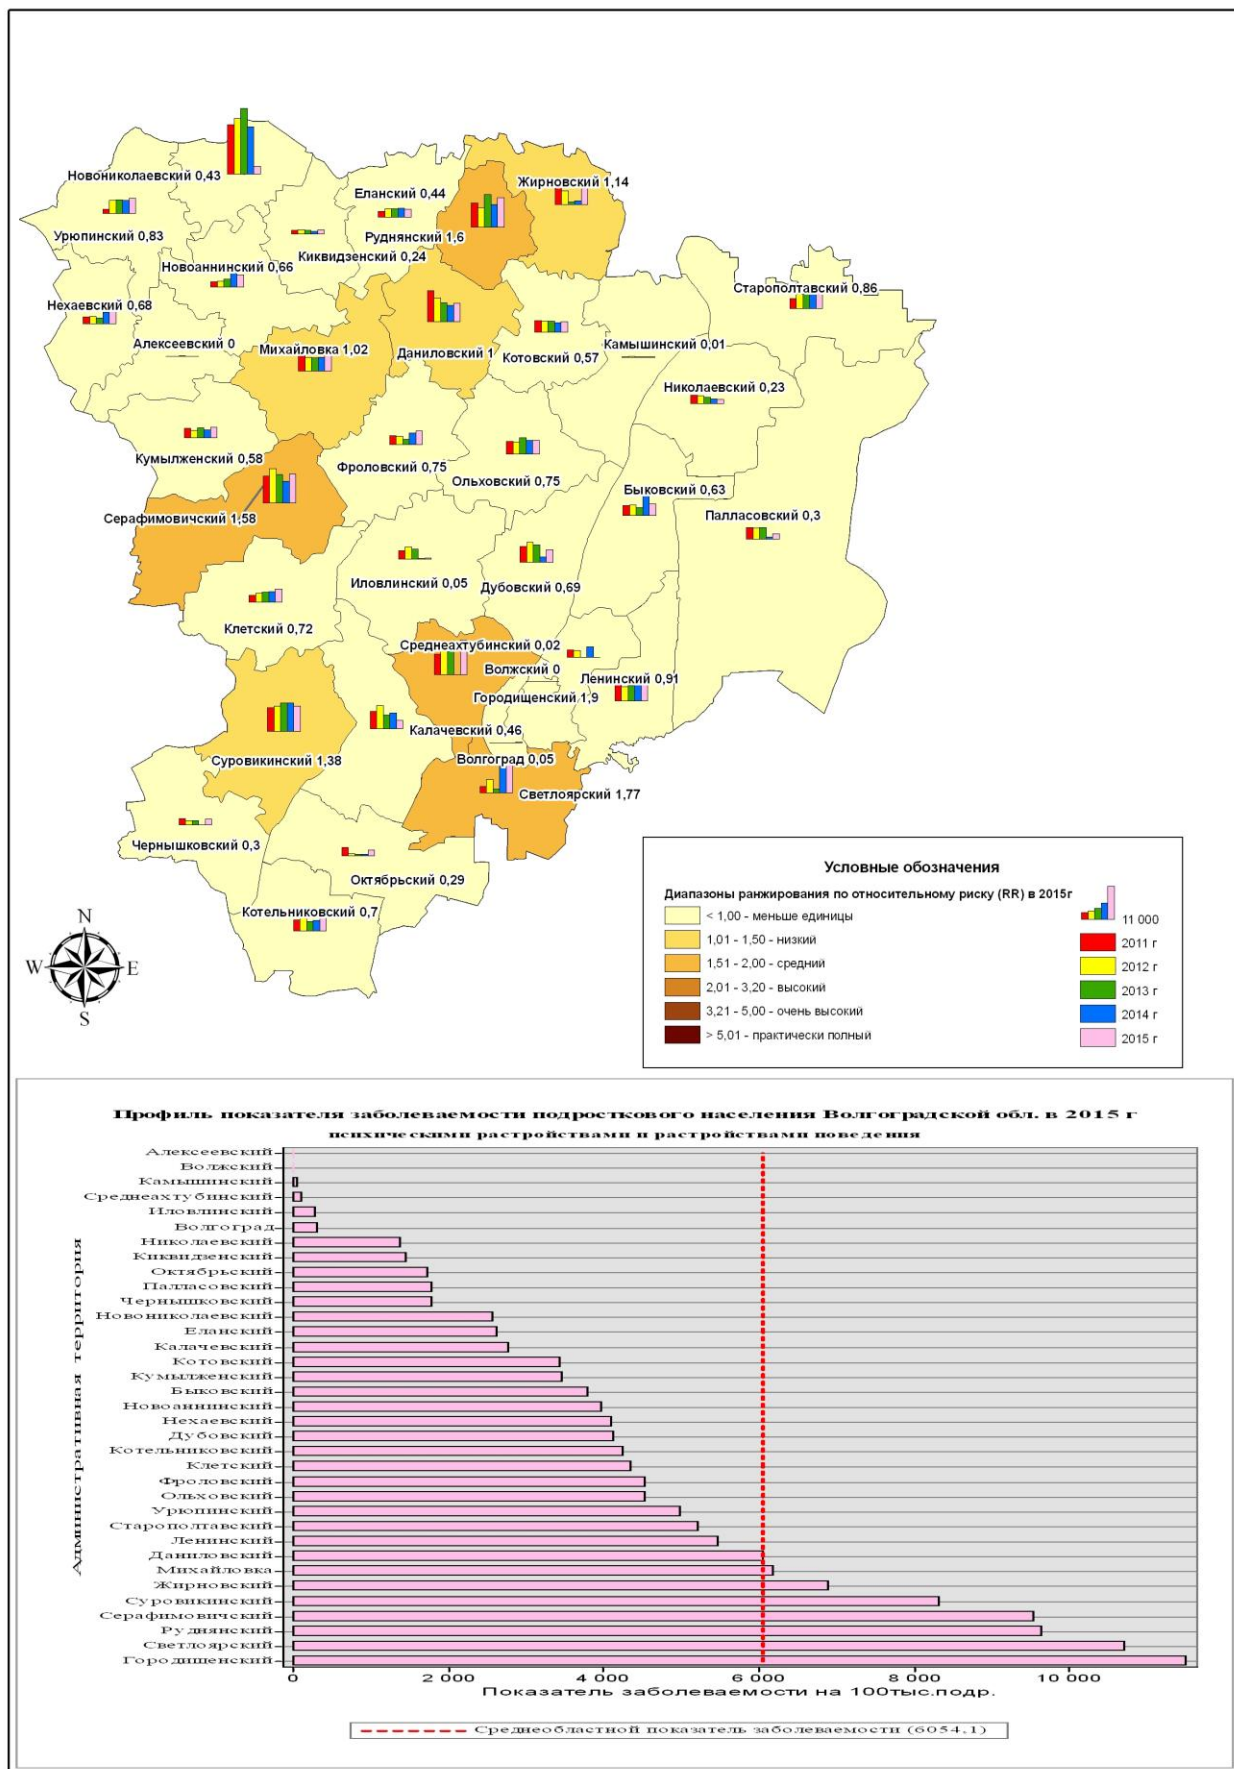 Новониколаевский 0,43
Еланский 0,44
Жирновский 1,14
Урюпинский 0,83
Руднянский 1,6
Киквидзенский 0,24
Новоаннинский 0,66
Нехаевский 0,68
Старополтавский 0,86
Алексеевский 0
Михайловка 1,02
Даниловский 1
Котовский 0,57
Камышинский 0,01
Николаевский 0,23
Кумылженский 0,58
Фроловский 0,75
Ольховский 0,75
Быковский 0,63
Палласовский 0,3
Серафимовичский 1,58
Иловлинский 0,05
Дубовский 0,69
Клетский 0,72
Среднеахтубинский 0,02
Волжский 0
Ленинский 0,91
Городищенский 1,9
Калачевский 0,46
Суровикинский 1,38
Волгоград 0,05
Светлоярский 1,77
Чернышковский 0,3
Октябрьский 0,29
Котельниковский 0,7
N
W E
S
Условные обозначения
Диапазоны ранжирования по относительному риску (RR) в 2015г
< 1,00 - меньше единицы
1,01 - 1,50 - низкий
1,51 - 2,00 - средний
2,01 - 3,20 - высокий
3,21 - 5,00 - очень высокий
> 5,01 - практически полный
11 000
2011 г
2012 г
2013 г
2014 г
2015 г
Профиль показателя заболеваемости подросткового населения Волгоградской обл. в 2015 г
психическими растройствами и растройствами поведения
Административная территория
Алексеевский
Волжский
Камышинский
Среднеахтубинский
Иловлинский
Волгоград
Николаевский
Киквидзенский
Октябрьский
Палласовский
Чернышковский
Новониколаевский
Еланский
Калачевский
Котовский
Кумылженский
Быковский
Новоаннинский
Нехаевский
Дубовский
Котельниковский
Клетский
Фроловский
Ольховский
Урюпинский
Старополтавский
Ленинский
Даниловский
Михайловка
Жирновский
Суровикинский
Серафимовичский
Руднянский
Светлоярский
Городишенский
0 2 000 4 000 6 000 8 000 10 000
Показатель заболеваемости на 100тыс.подр.
Среднеобластной показатель заболеваемости (6054,1)